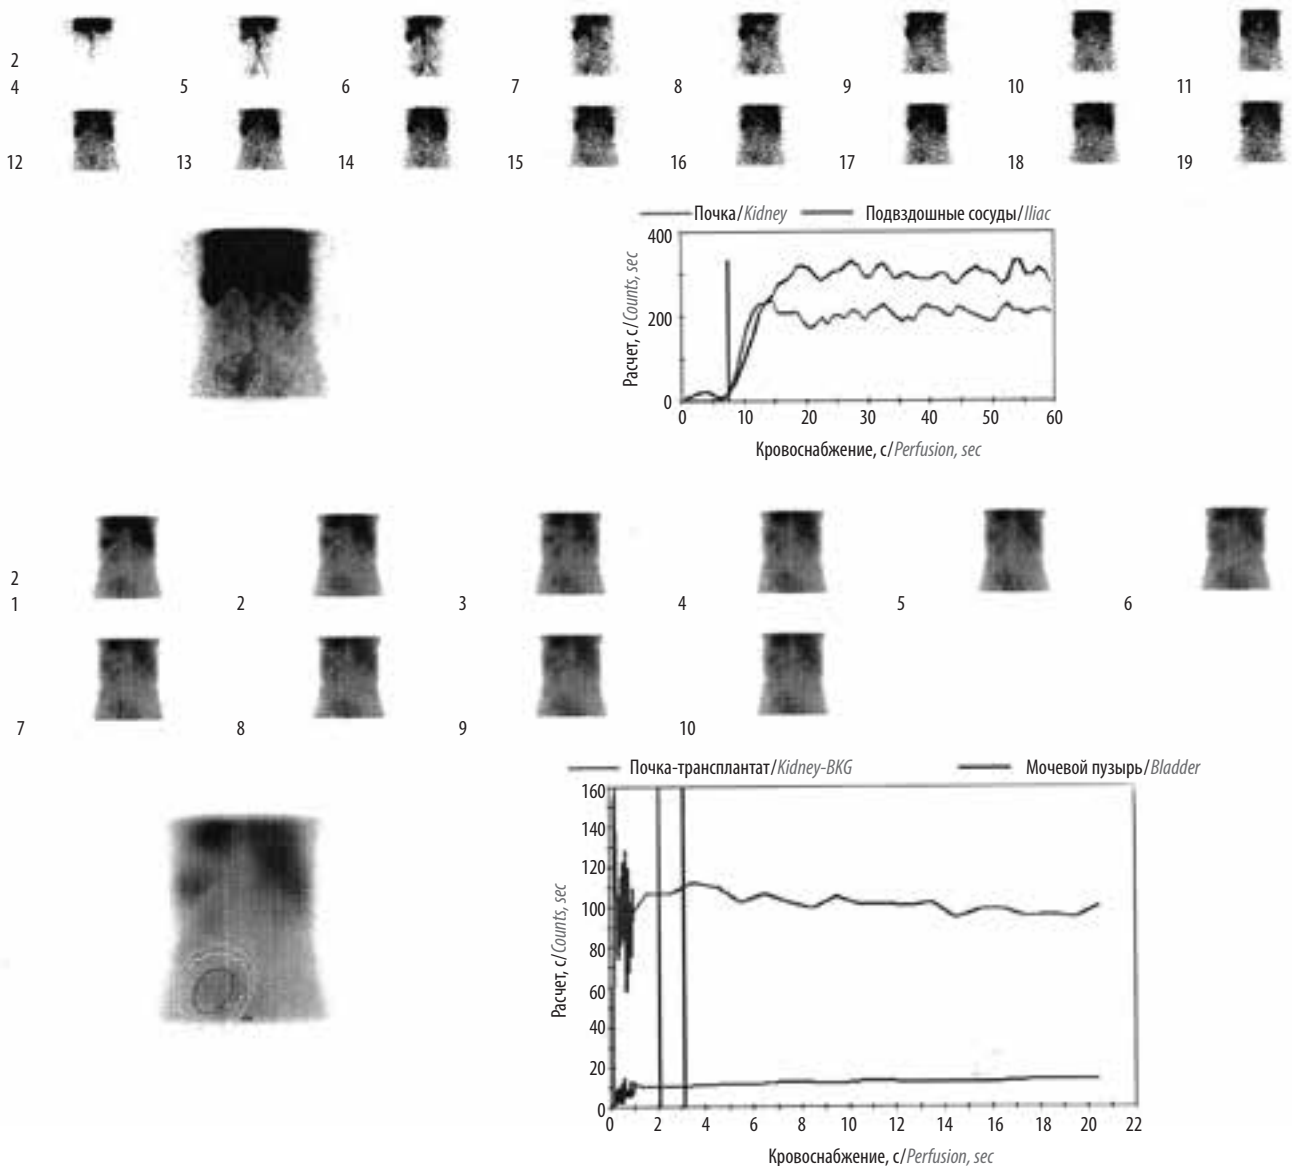 2
4 5 6 7 8 9 10 11
12 13 14 15 16 17 18 19
Почка/Kidney Подвздошные сосуды/Iliac
400
200
0
0 10 20 30 40 50 60
Расчет, с/Counts, sec
Кровоснабжение, с/Perfusion, sec
2
1 2 3 4 5 6
7 8 9 10
Почка-трансплантат/Kidney-BKG Мочевой пузырь/Bladder
160
140
120
100
80
60
40
20
0
0 2 4 6 8 10 12 14 16 18 20 22
Расчет, с/Counts, sec
Кровоснабжение, с/Perfusion, sec